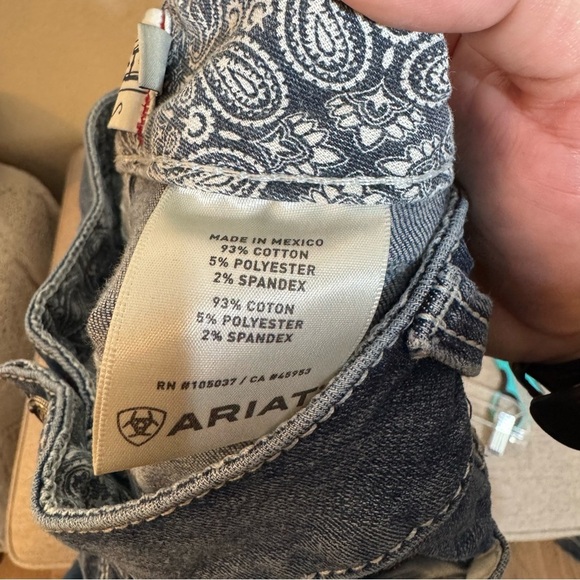 MADE IN MEXICO
93% COTTON
5% POLYESTER
2% SPANDEX
93% COTON
5% POLYESTER
2% SPANDEX
RN #105037 / CA #45953
ARIAT